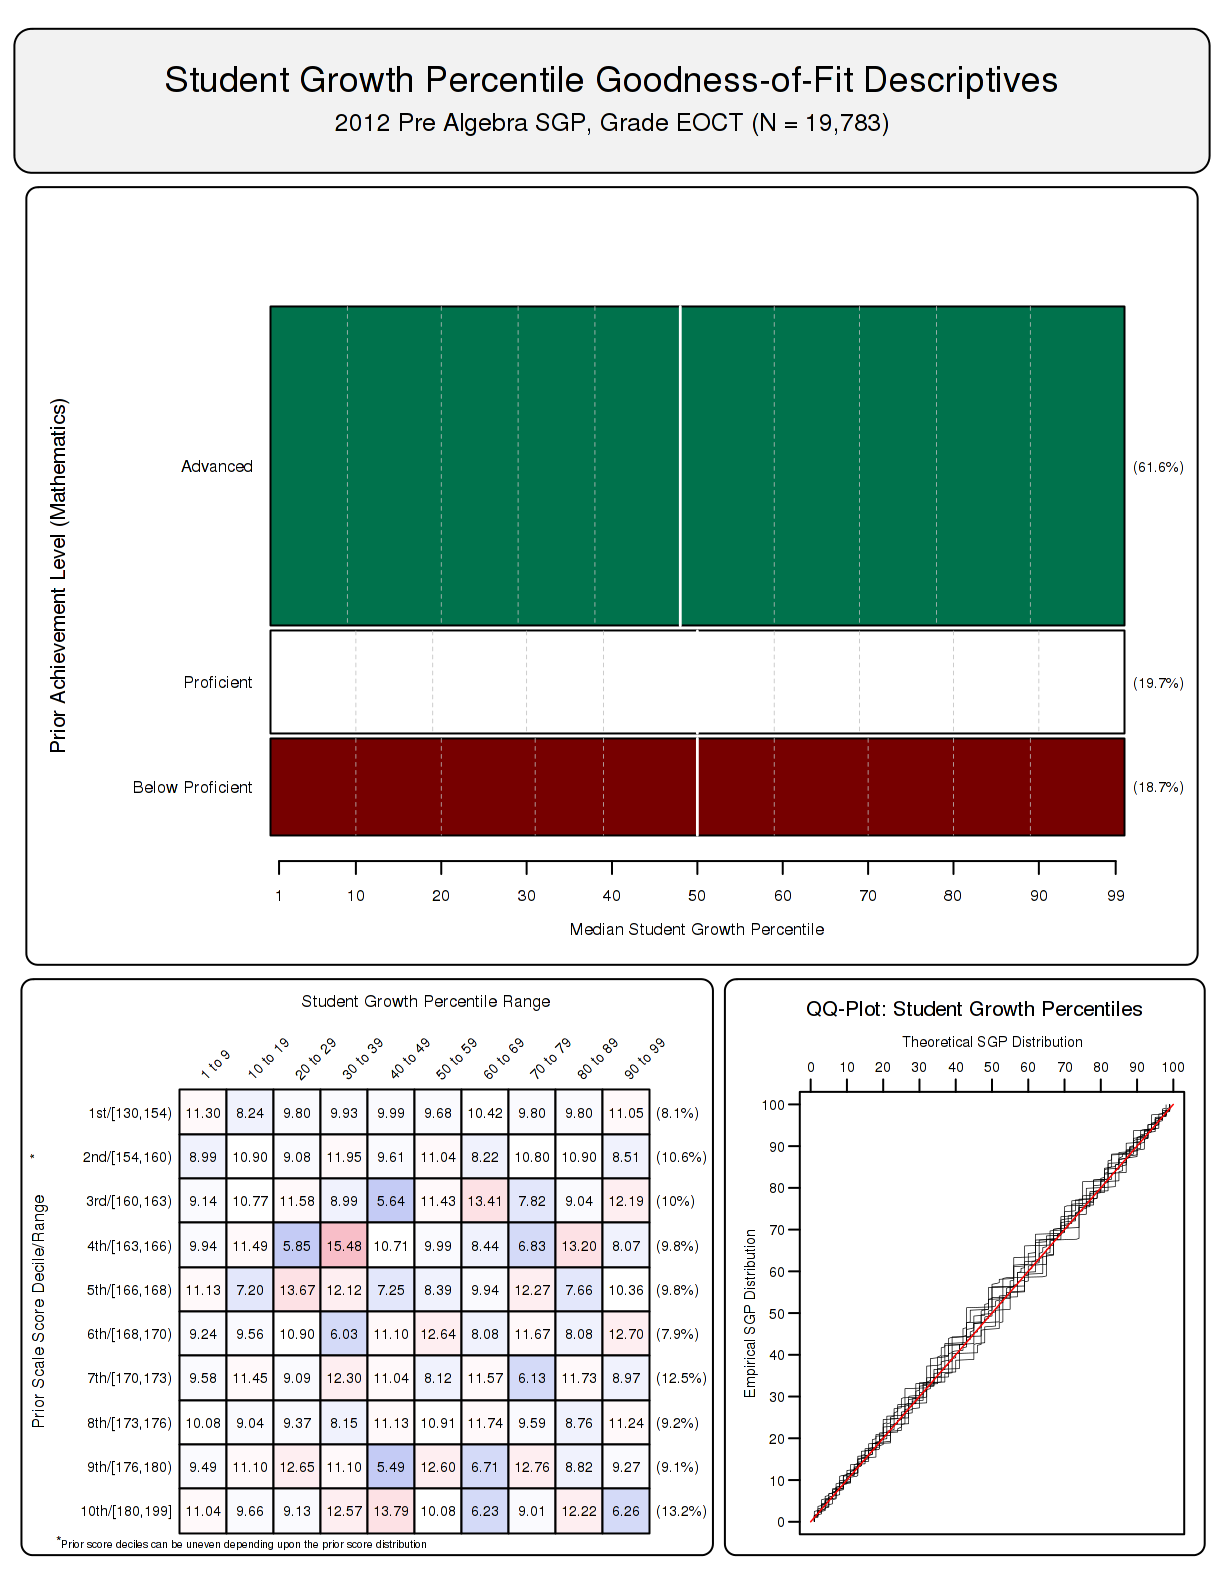 Student Growth Percentile Goodness-of-Fit Descriptives
2012 Pre Algebra SGP, Grade EOCT (N = 19,783)
Prior Achievement Level (Mathematics)
Advanced
(61.6%)
Proficient
(19.7%)
Below Proficient
(18.7%)
1 10 20 30 40 50 60 70 80 90 99
Median Student Growth Percentile
Student Growth Percentile Range
1 to 9 10 to 19 20 to 29 30 to 39 40 to 49 50 to 59 60 to 69 70 to 79 80 to 89 90 to 99
Prior Scale Score Decile/Range *
1st/[130,154) 11.30 8.24 9.80 9.93 9.99 9.68 10.42 9.80 9.80 11.05 (8.1%)
2nd/[154,160) 8.99 10.90 9.08 11.95 9.61 11.04 8.22 10.80 10.90 8.51 (10.6%)
3rd/[160,163) 9.14 10.77 11.58 8.99 5.64 11.43 13.41 7.82 9.04 12.19 (10%)
4th/[163,166) 9.94 11.49 5.85 15.48 10.71 9.99 8.44 6.83 13.20 8.07 (9.8%)
5th/[166,168) 11.13 7.20 13.67 12.12 7.25 8.39 9.94 12.27 7.66 10.36 (9.8%)
6th/[168,170) 9.24 9.56 10.90 6.03 11.10 12.64 8.08 11.67 8.08 12.70 (7.9%)
7th/[170,173) 9.58 11.45 9.09 12.30 11.04 8.12 11.57 6.13 11.73 8.97 (12.5%)
8th/[173,176) 10.08 9.04 9.37 8.15 11.13 10.91 11.74 9.59 8.76 11.24 (9.2%)
9th/[176,180) 9.49 11.10 12.65 11.10 5.49 12.60 6.71 12.76 8.82 9.27 (9.1%)
10th/[180,199] 11.04 9.66 9.13 12.57 13.79 10.08 6.23 9.01 12.22 6.26 (13.2%)
*Prior score deciles can be uneven depending upon the prior score distribution
QQ-Plot: Student Growth Percentiles
Theoretical SGP Distribution
0 10 20 30 40 50 60 70 80 90 100
Empirical SGP Distribution
100
90
80
70
60
50
40
30
20
10
0